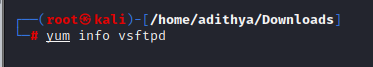 ┌──(root㉿kali)-[/home/adithya/Downloads]
└─# yum info vsftpd